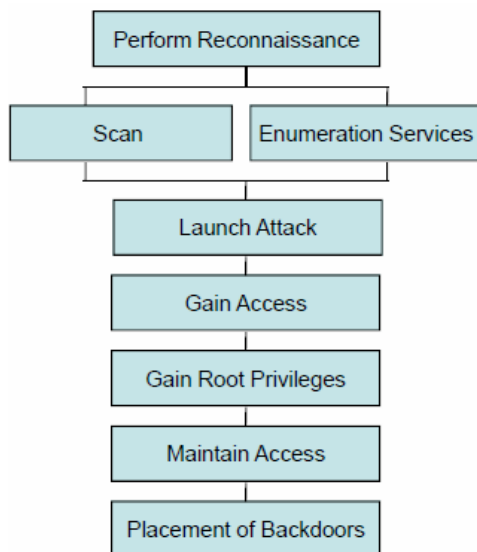 Perform Reconnaissance
Scan
Enumeration Services
Launch Attack
Gain Access
Gain Root Privileges
Maintain Access
Placement of Backdoors